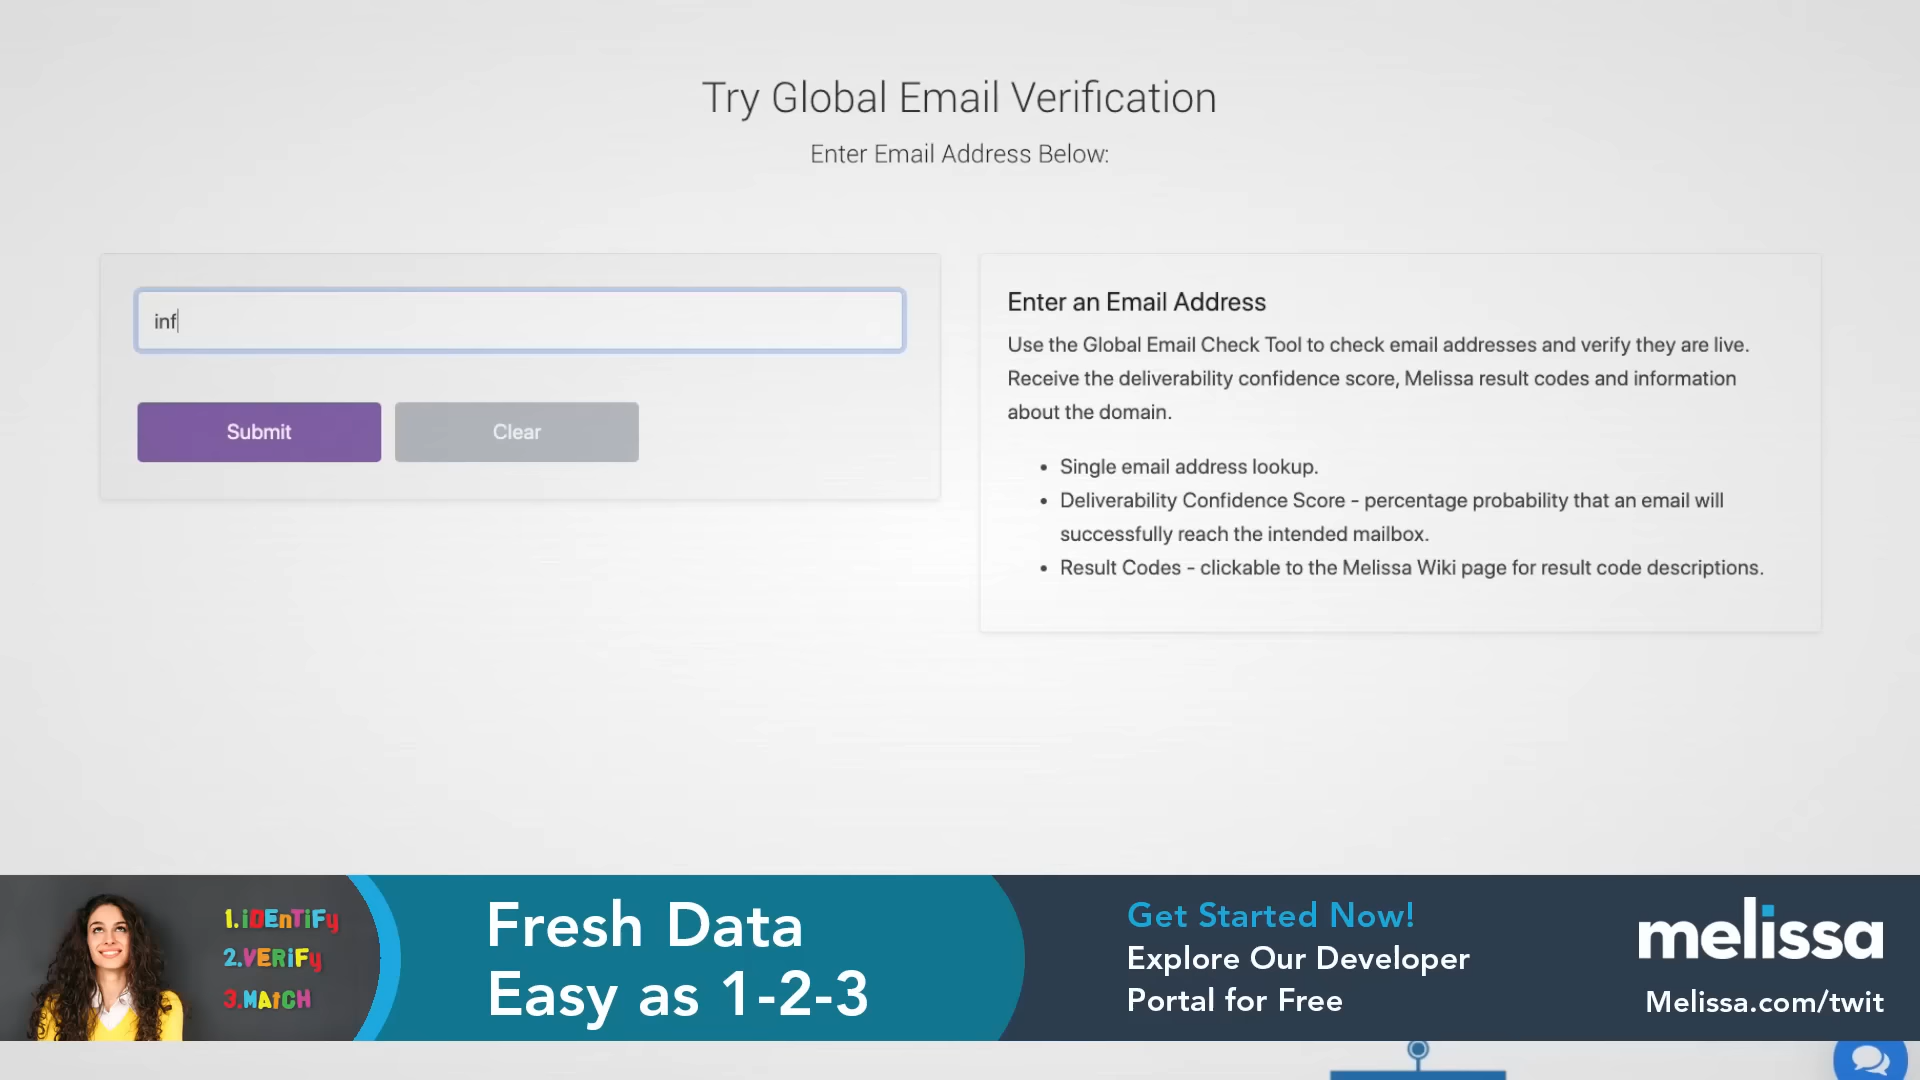 Try Global Email Verification
Enter Email Address Below:
inf
Submit
Clear
Enter an Email Address
Use the Global Email Check Tool to check email addresses and verify they are live.
Receive the deliverability confidence score, Melissa result codes and information
about the domain.
• Single email address lookup.
• Deliverability Confidence Score - percentage probability that an email will
successfully reach the intended mailbox.
• Result Codes - clickable to the Melissa Wiki page for result code descriptions.
1.iDEnTiFy
2.VERiFy
3.MAtCH
Fresh Data
Easy as 1-2-3
Get Started Now!
Explore Our Developer
Portal for Free
melissa
Melissa.com/twit